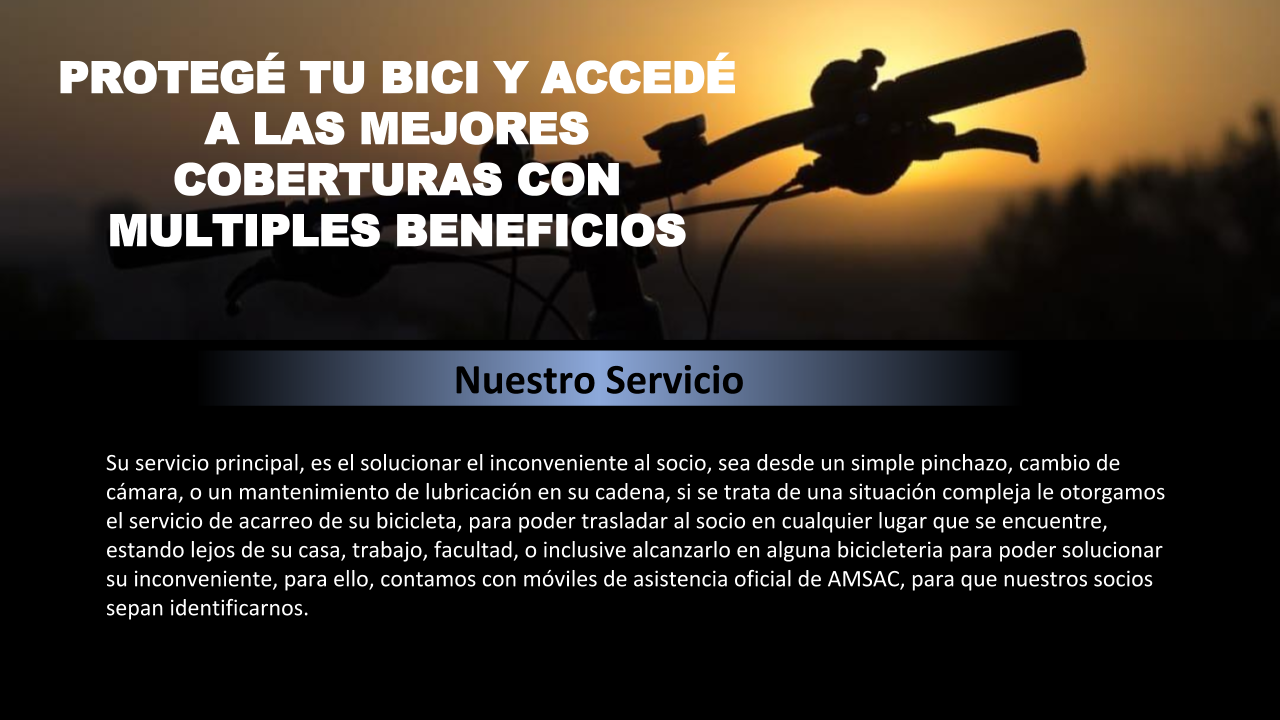 PROTEGÉ TU BICI Y ACCEDÉ
A LAS MEJORES
COBERTURAS CON
MULTIPLES BENEFICIOS
Nuestro Servicio
Su servicio principal, es el solucionar el inconveniente al socio, sea desde un simple pinchazo, cambio de
cámara, o un mantenimiento de lubricación en su cadena, si se trata de una situación compleja le otorgamos
el servicio de acarreo de su bicicleta, para poder trasladar al socio en cualquier lugar que se encuentre,
estando lejos de su casa, trabajo, facultad, o inclusive alcanzarlo en alguna bicicleteria para poder solucionar
su inconveniente, para ello, contamos con móviles de asistencia oficial de AMSAC, para que nuestros socios
sepan identificarnos.